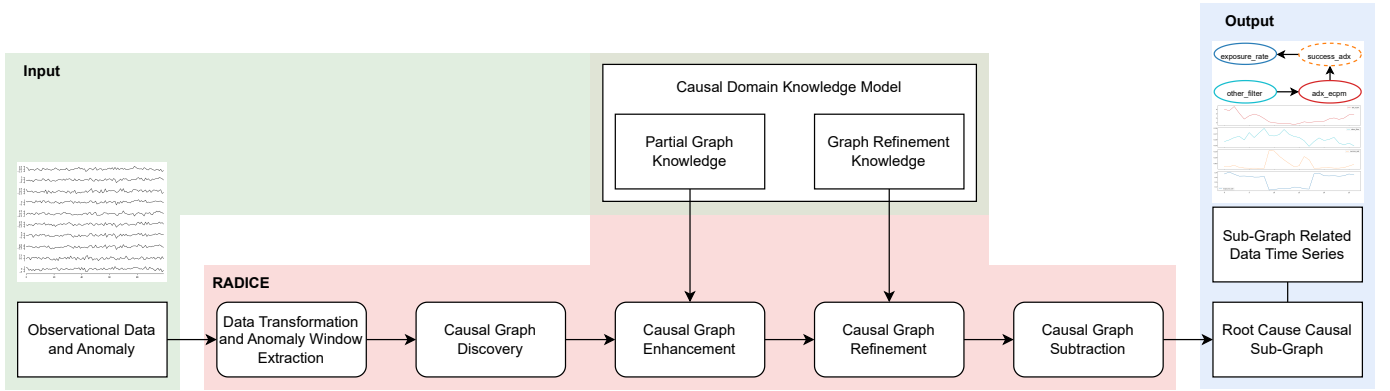 Input
Causal Domain Knowledge Model
Partial Graph
Knowledge
Graph Refinement
Knowledge
RADICE
Observational Data
and Anomaly
Data Transformation
and Anomaly Window
Extraction
Causal Graph
Discovery
Causal Graph
Enhancement
Causal Graph
Refinement
Causal Graph
Subtraction
Output
exposure_rate
success_adx
other_filter
adx_ecpm
Sub-Graph Related
Data Time Series
Root Cause Causal
Sub-Graph